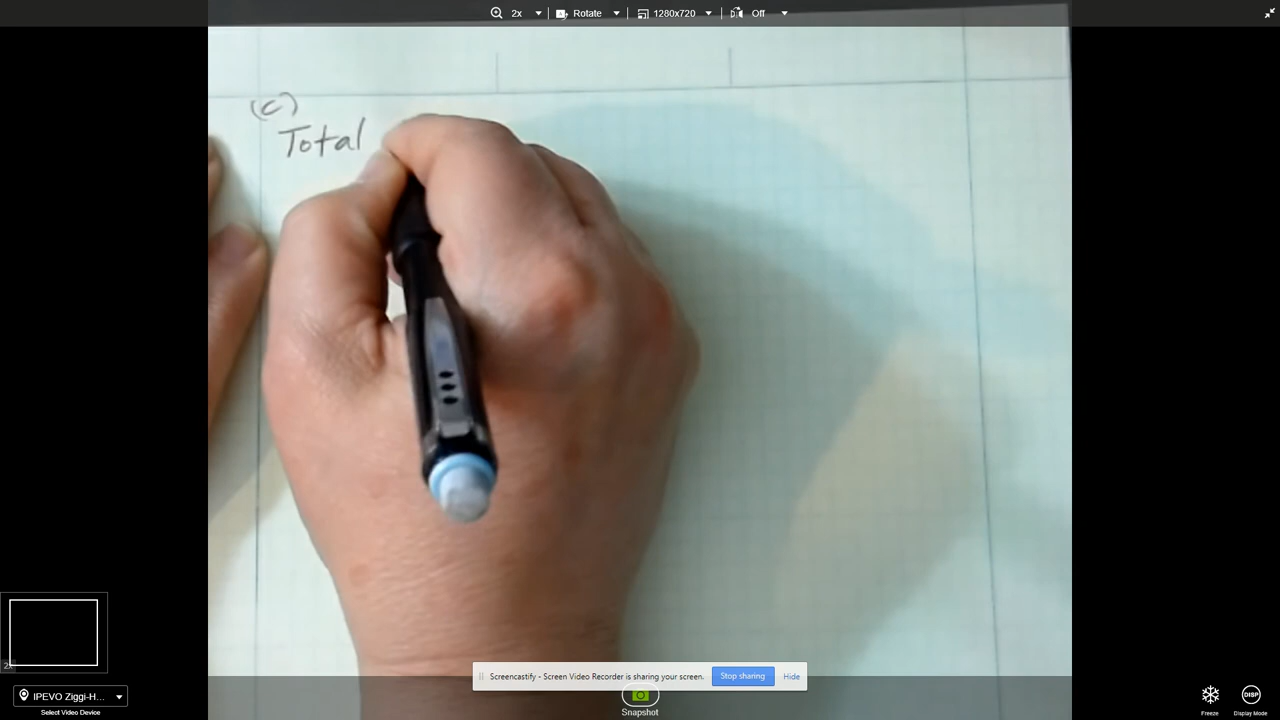 2x Rotate 1280x720 Off
(c)
Total
2x
IPEVO Ziggi-H...
Select Video Device
Screencastify - Screen Video Recorder is sharing your screen. Stop sharing Hide
Snapshot
Freeze
DISP
Display Mode